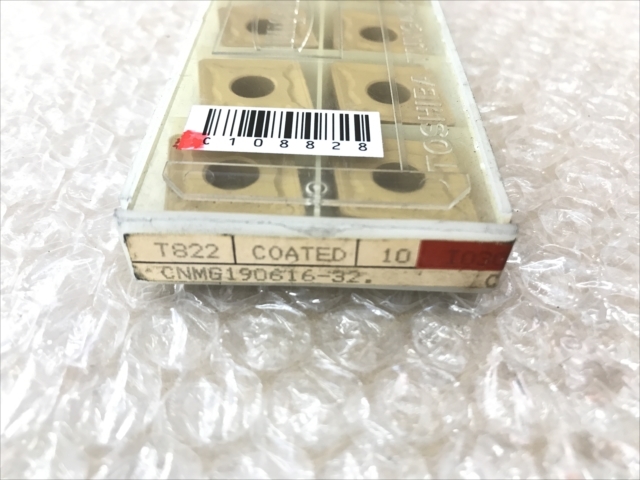 TOSHIBA
C108828
T822 COATED 10
CNMG190616-32.